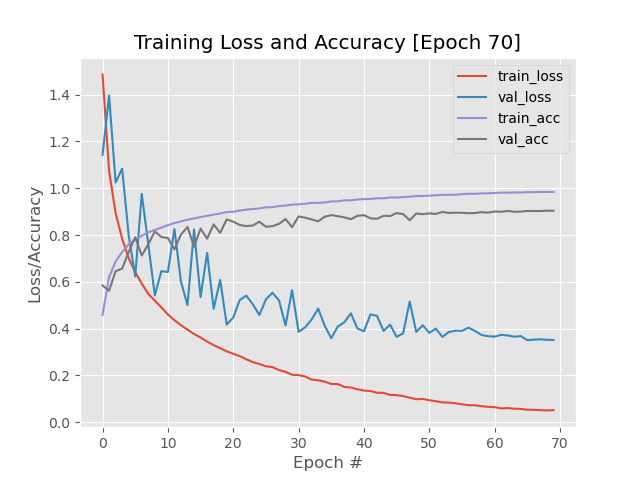 Training Loss and Accuracy [Epoch 70]
train_loss
val_loss
train_acc
val_acc
Loss/Accuracy
1.4
1.2
1.0
0.8
0.6
0.4
0.2
0.0
0 10 20 30 40 50 60 70
Epoch #